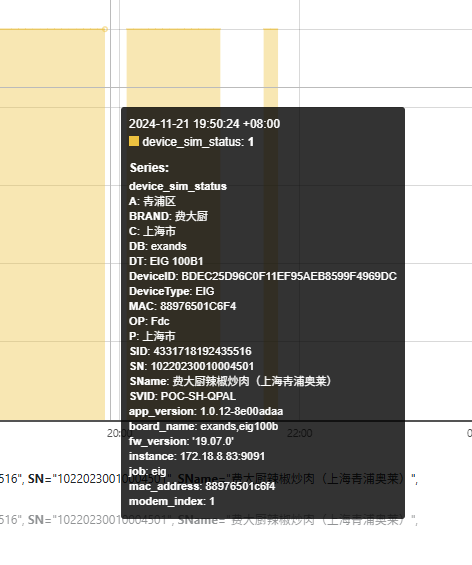 2024-11-21 19:50:24 +08:00
device_sim_status: 1
Series:
device_sim_status
A: 青浦区
BRAND: 费大厨
C: 上海市
DB: exands
DT: EIG 100B1
DeviceID: BDEC25D96C0F11EF95AEB8599F4969DC
DeviceType: EIG
MAC: 88976501C6F4
OP: Fdc
P: 上海市
SID: 4331718192435516
SN: 10220230010004501
SName: 费大厨辣椒炒肉（上海青浦奥莱）
SVID: POC-SH-QPAL
app_version: 1.0.12-8e00adaa
board_name: exands,eig100b
fw_version: '19.07.0'
instance: 172.18.8.83:9091
job: eig
mac_address: 88976501c6f4
modem_index: 1
22:00
516", SN="10220230010004501", SName="费大厨辣椒炒肉（上海青浦奥莱）",
516", SN="10220230010004501", SName="费大厨辣椒炒肉（上海青浦奥莱）",